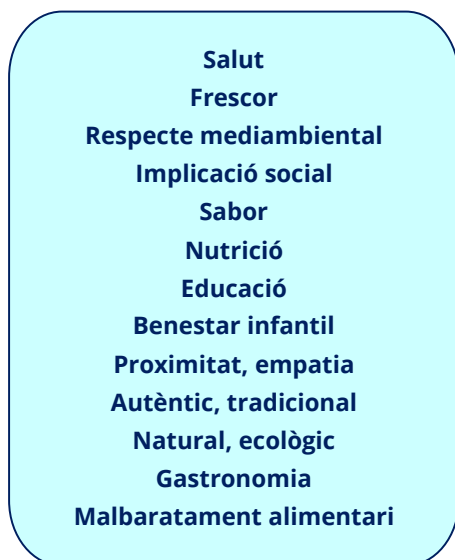 Salut
Frescor
Respecte mediambiental
Implicació social
Sabor
Nutrició
Educació
Benestar infantil
Proximitat, empatia
Autèntic, tradicional
Natural, ecològic
Gastronomia
Malbaratament alimentari